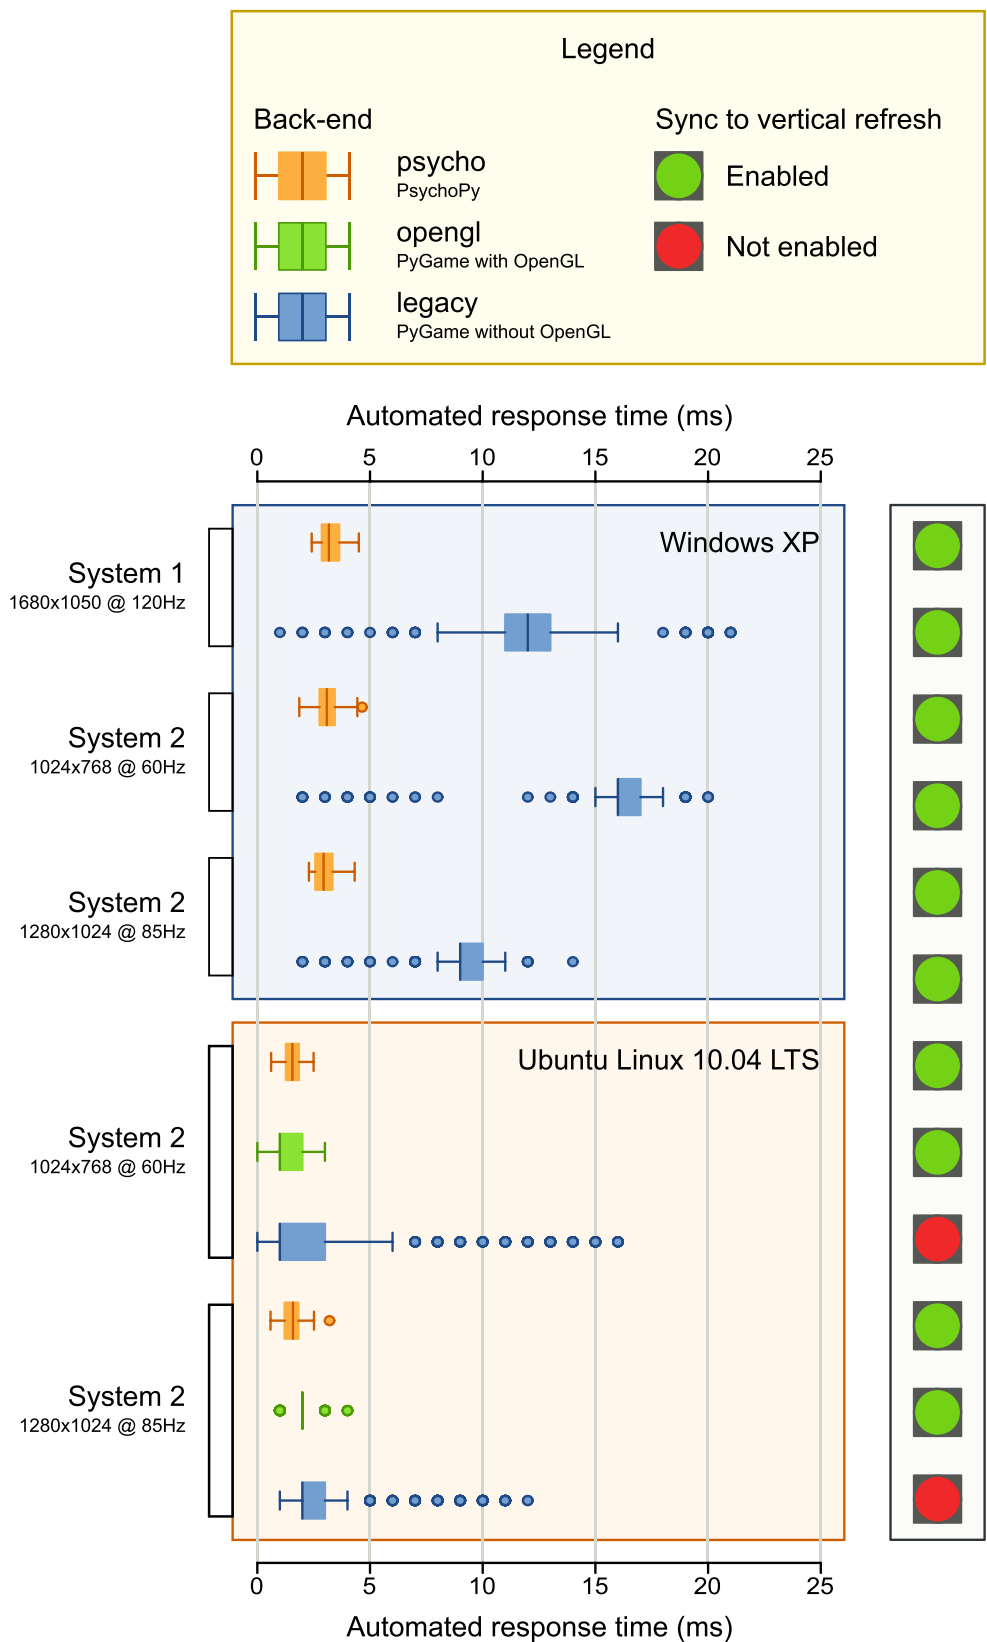 Legend
Back-end
Sync to vertical refresh
psycho
PsychoPy
Enabled
opengl
PyGame with OpenGL
Not enabled
legacy
PyGame without OpenGL
Automated response time (ms)
0 5 10 15 20 25
Windows XP
System 1
1680x1050 @ 120Hz
System 2
1024x768 @ 60Hz
System 2
1280x1024 @ 85Hz
Ubuntu Linux 10.04 LTS
System 2
1024x768 @ 60Hz
System 2
1280x1024 @ 85Hz
0 5 10 15 20 25
Automated response time (ms)